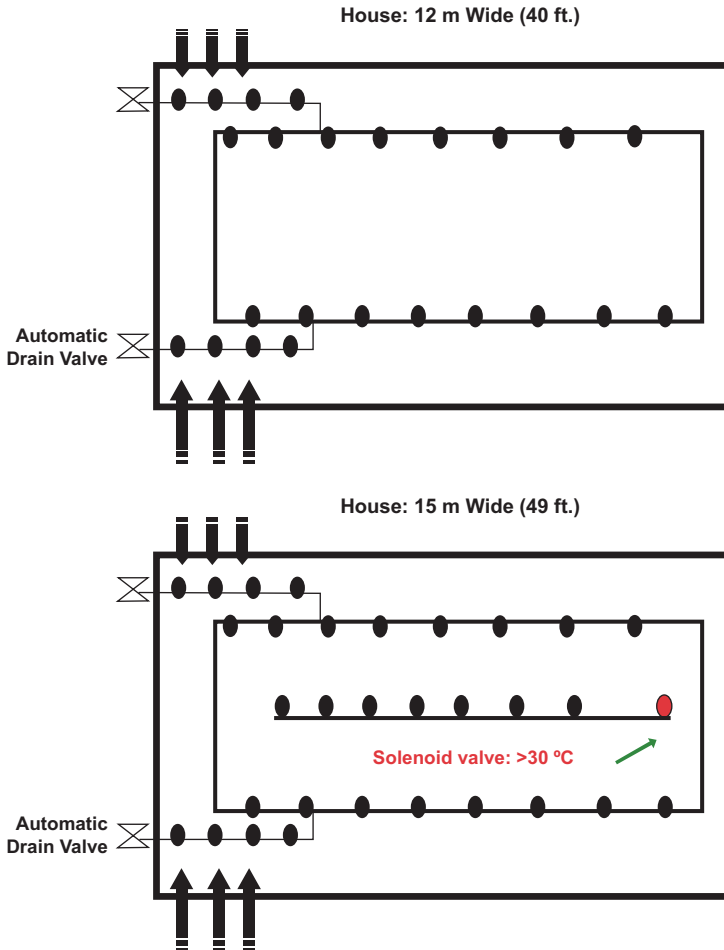 House: 12 m Wide (40 ft.)
Automatic
Drain Valve
House: 15 m Wide (49 ft.)
Solenoid valve: >30 ºC
Automatic
Drain Valve